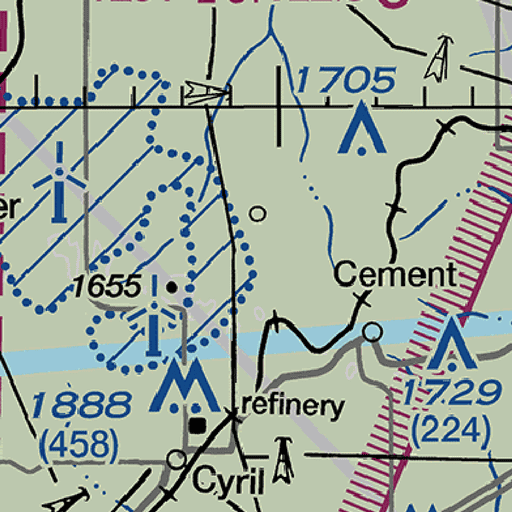 1705
er
Cement
1655
1888
(458)
refinery
1729
(224)
Cyril